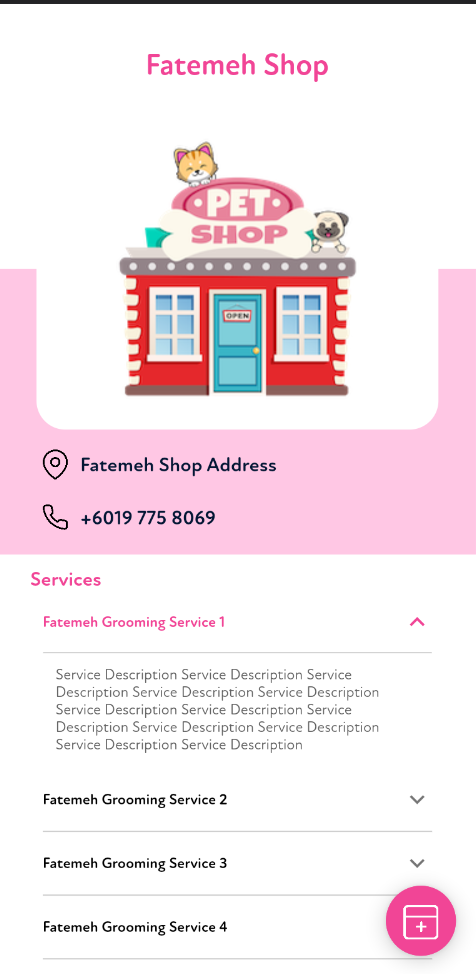 Fatemeh Shop
PET
SHOP
OPEN
Fatemeh Shop Address
+6019 775 8069
Services
Fatemeh Grooming Service 1
Service Description Service Description Service
Description Service Description Service Description
Service Description Service Description Service
Description Service Description Service Description
Service Description Service Description
Fatemeh Grooming Service 2
Fatemeh Grooming Service 3
Fatemeh Grooming Service 4